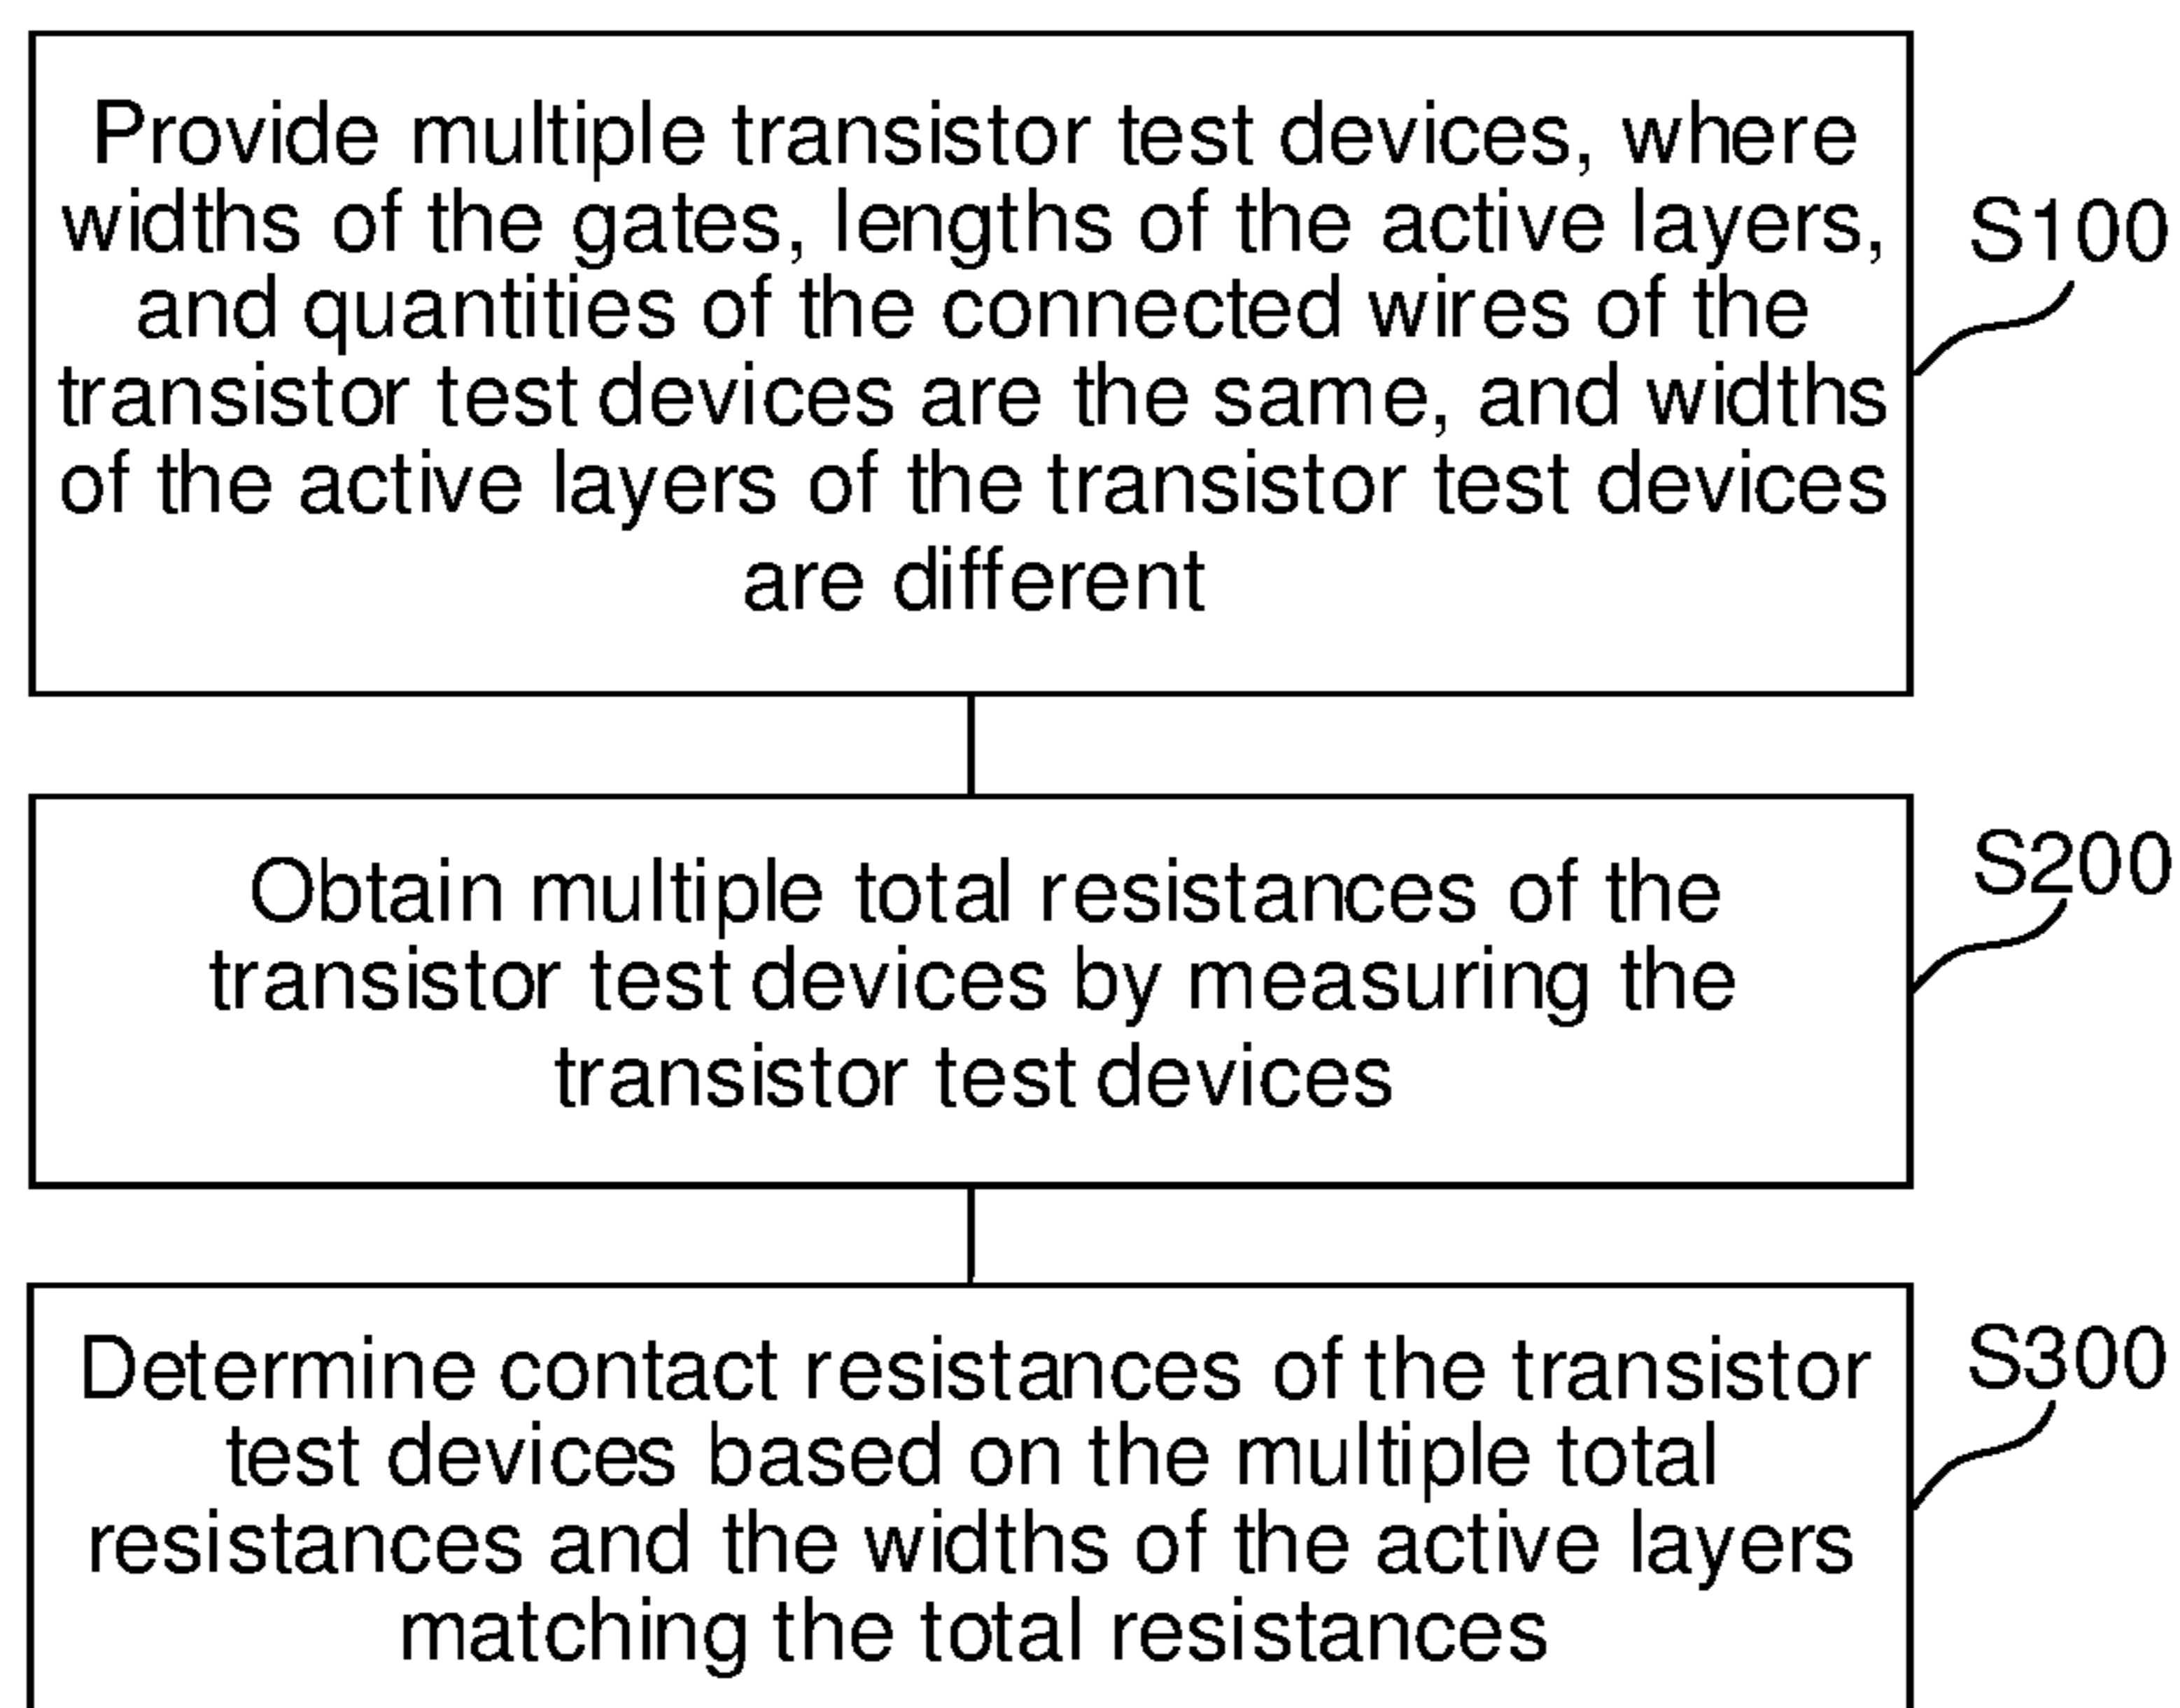 Provide multiple transistor test devices, where
widths of the gates, lengths of the active layers,
and quantities of the connected wires of the
transistor test devices are the same, and widths
of the active layers of the transistor test devices
are different
S100
Obtain multiple total resistances of the
transistor test devices by measuring the
transistor test devices
S200
Determine contact resistances of the transistor
test devices based on the multiple total
resistances and the widths of the active layers
matching the total resistances
S300